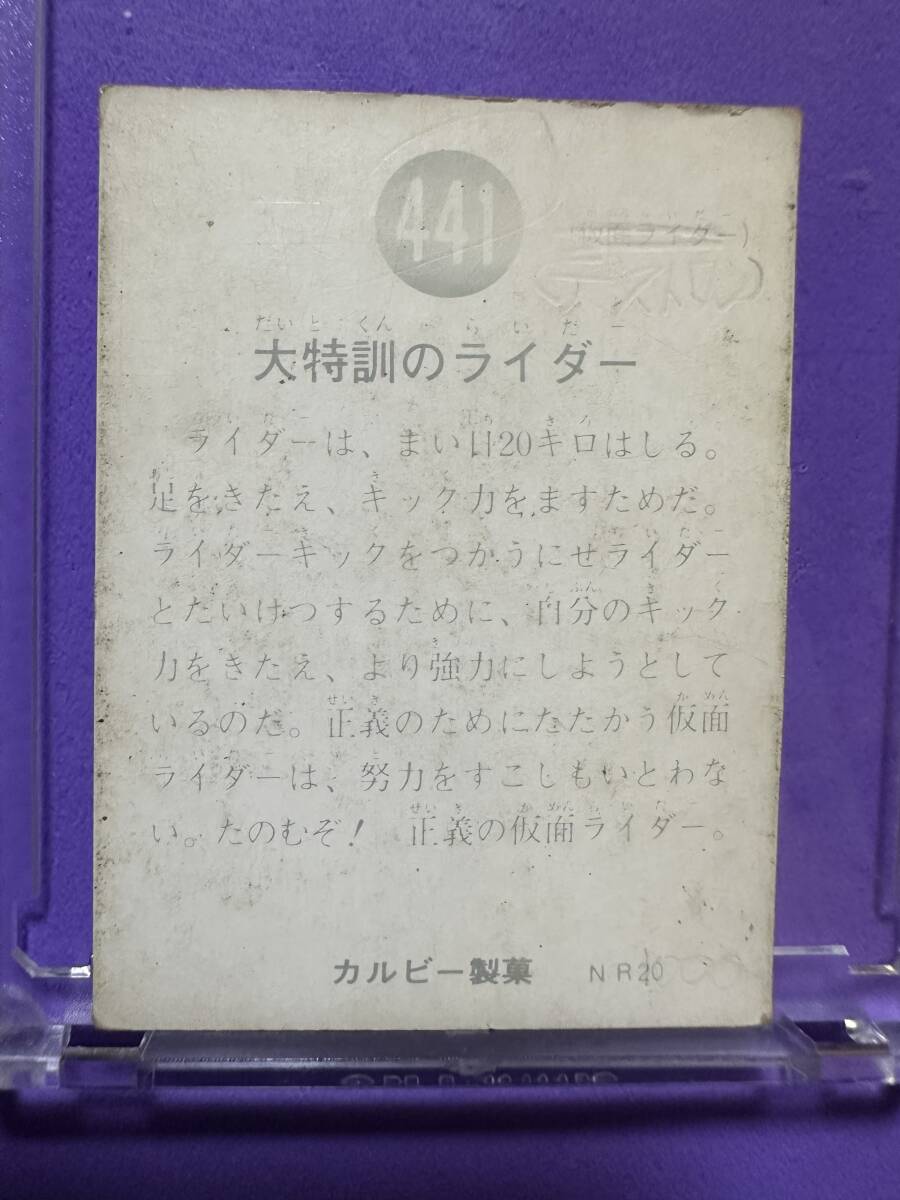 441
(仮面ライダー)
大特訓のライダー
ライダーは、まい日20キロはしる。
足をきたえ、キック力をますためだ。
ライダーキックをつかうにせライダー
とたいけつするために、自分のキック
力をきたえ、より強力にしようとして
いるのだ。正義のためにたたかう仮面
ライダーは、努力をすこしもいとわな
い。たのむぞ! 正義の仮面ライダー。
カルビー製菓 NR20